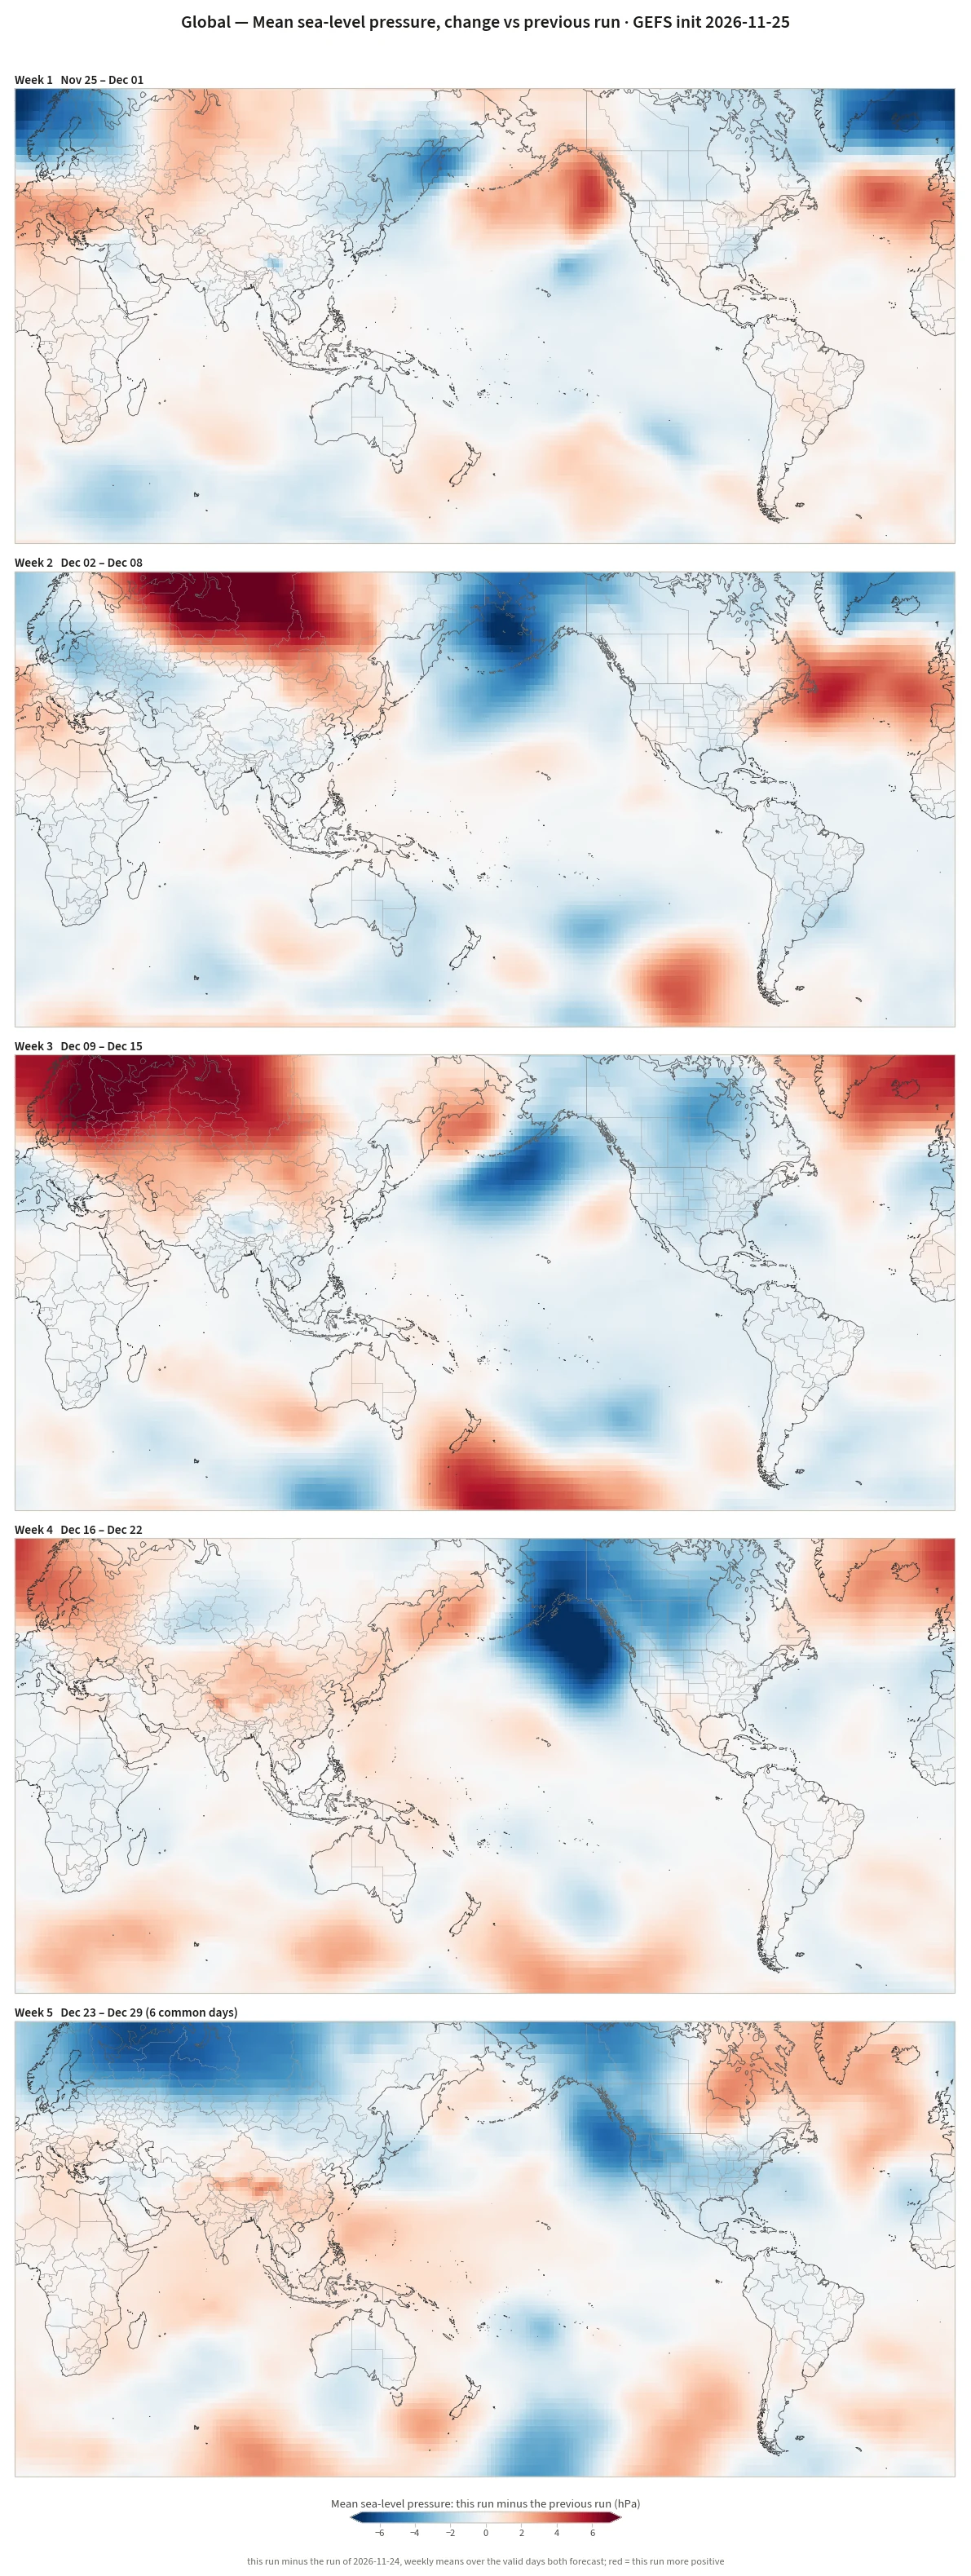 Global — Mean sea-level pressure, change vs previous run · GEFS init 2026-11-25
Week 1 Nov 25 – Dec 01
Week 2 Dec 02 – Dec 08
Week 3 Dec 09 – Dec 15
Week 4 Dec 16 – Dec 22
Week 5 Dec 23 – Dec 29 (6 common days)
Mean sea-level pressure: this run minus the previous run (hPa)
−6 −4 −2 0 2 4 6
this run minus the run of 2026-11-24, weekly means over the valid days both forecast; red = this run more positive